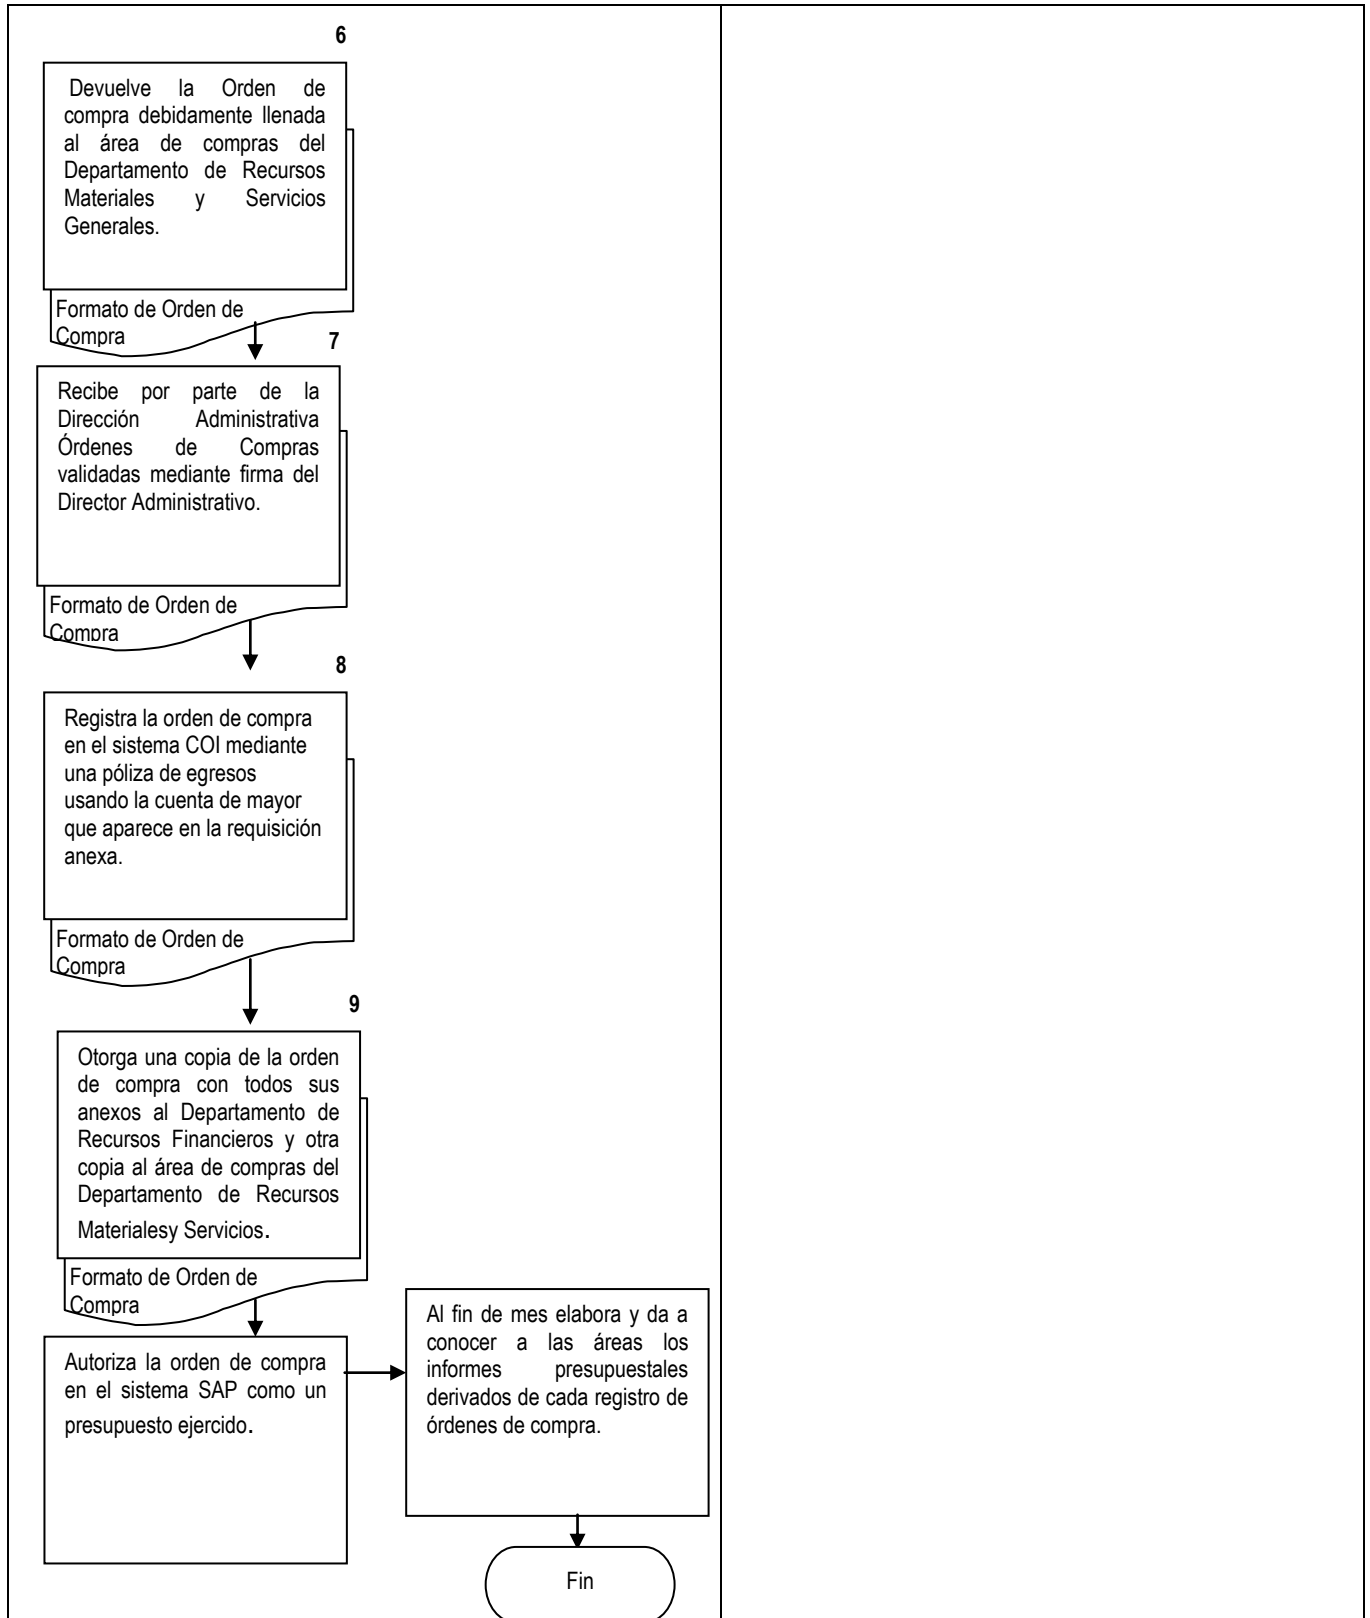 6
Devuelve la Orden de
compra debidamente llenada
al área de compras del
Departamento de Recursos
Materiales y Servicios
Generales.
Formato de Orden de
Compra
7
Recibe por parte de la
Dirección Administrativa
Órdenes de Compras
validadas mediante firma del
Director Administrativo.
Formato de Orden de
Compra
8
Registra la orden de compra
en el sistema COI mediante
una póliza de egresos
usando la cuenta de mayor
que aparece en la requisición
anexa.
Formato de Orden de
Compra
9
Otorga una copia de la orden
de compra con todos sus
anexos al Departamento de
Recursos Financieros y otra
copia al área de compras del
Departamento de Recursos
Materialesy Servicios.
Formato de Orden de
Compra
Autoriza la orden de compra
en el sistema SAP como un
presupuesto ejercido.
Al fin de mes elabora y da a
conocer a las áreas los
informes presupuestales
derivados de cada registro de
órdenes de compra.
Fin